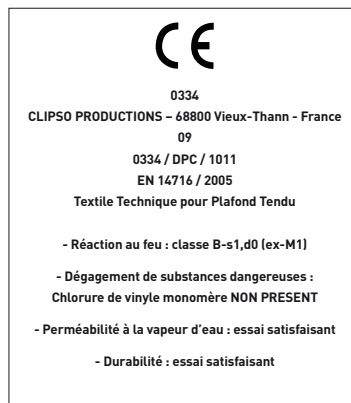 CE
0334
CLIPSO PRODUCTIONS – 68800 Vieux-Thann - France
09
0334 / DPC / 1011
EN 14716 / 2005
Textile Technique pour Plafond Tendu
- Réaction au feu : classe B-s1,d0 (ex-M1)
- Dégagement de substances dangereuses :
Chlorure de vinyle monomère NON PRESENT
- Perméabilité à la vapeur d'eau : essai satisfaisant
- Durabilité : essai satisfaisant